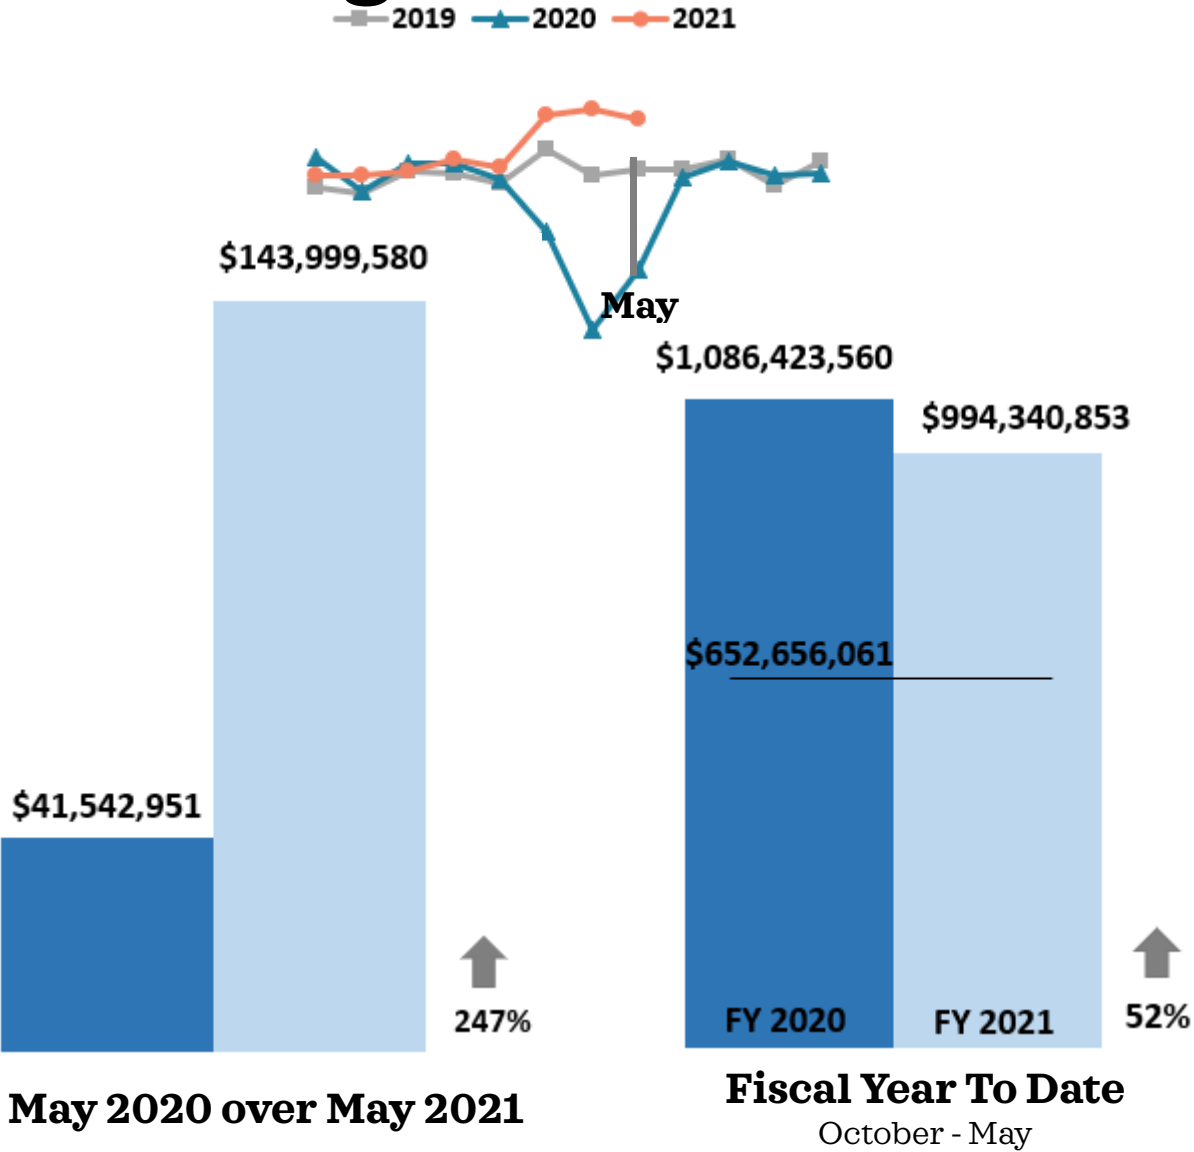 2019 2020 2021
$143,999,580
May
$1,086,423,560
$994,340,853
$652,656,061
$41,542,951
247%
FY 2020 FY 2021
52%
May 2020 over May 2021
Fiscal Year To Date
October - May